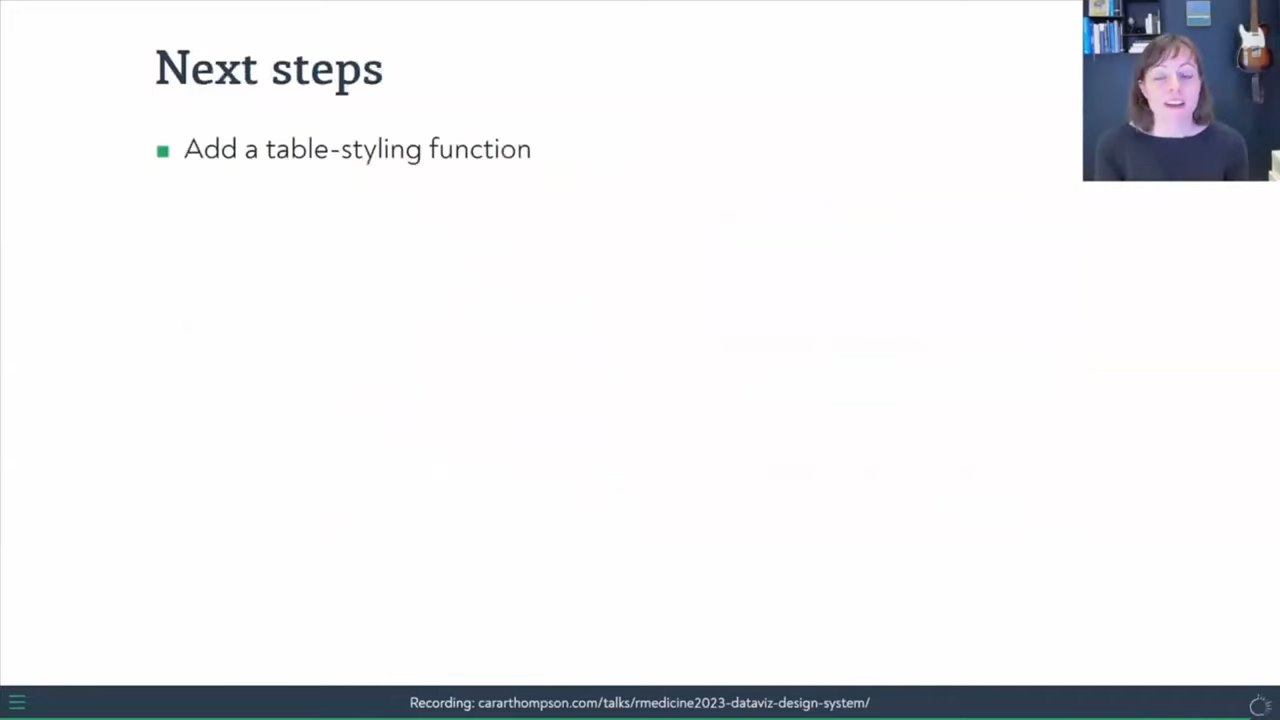 Next steps
Add a table-styling function
Recording: cararthompson.com/talks/rmedicine2023-dataviz-design-system/